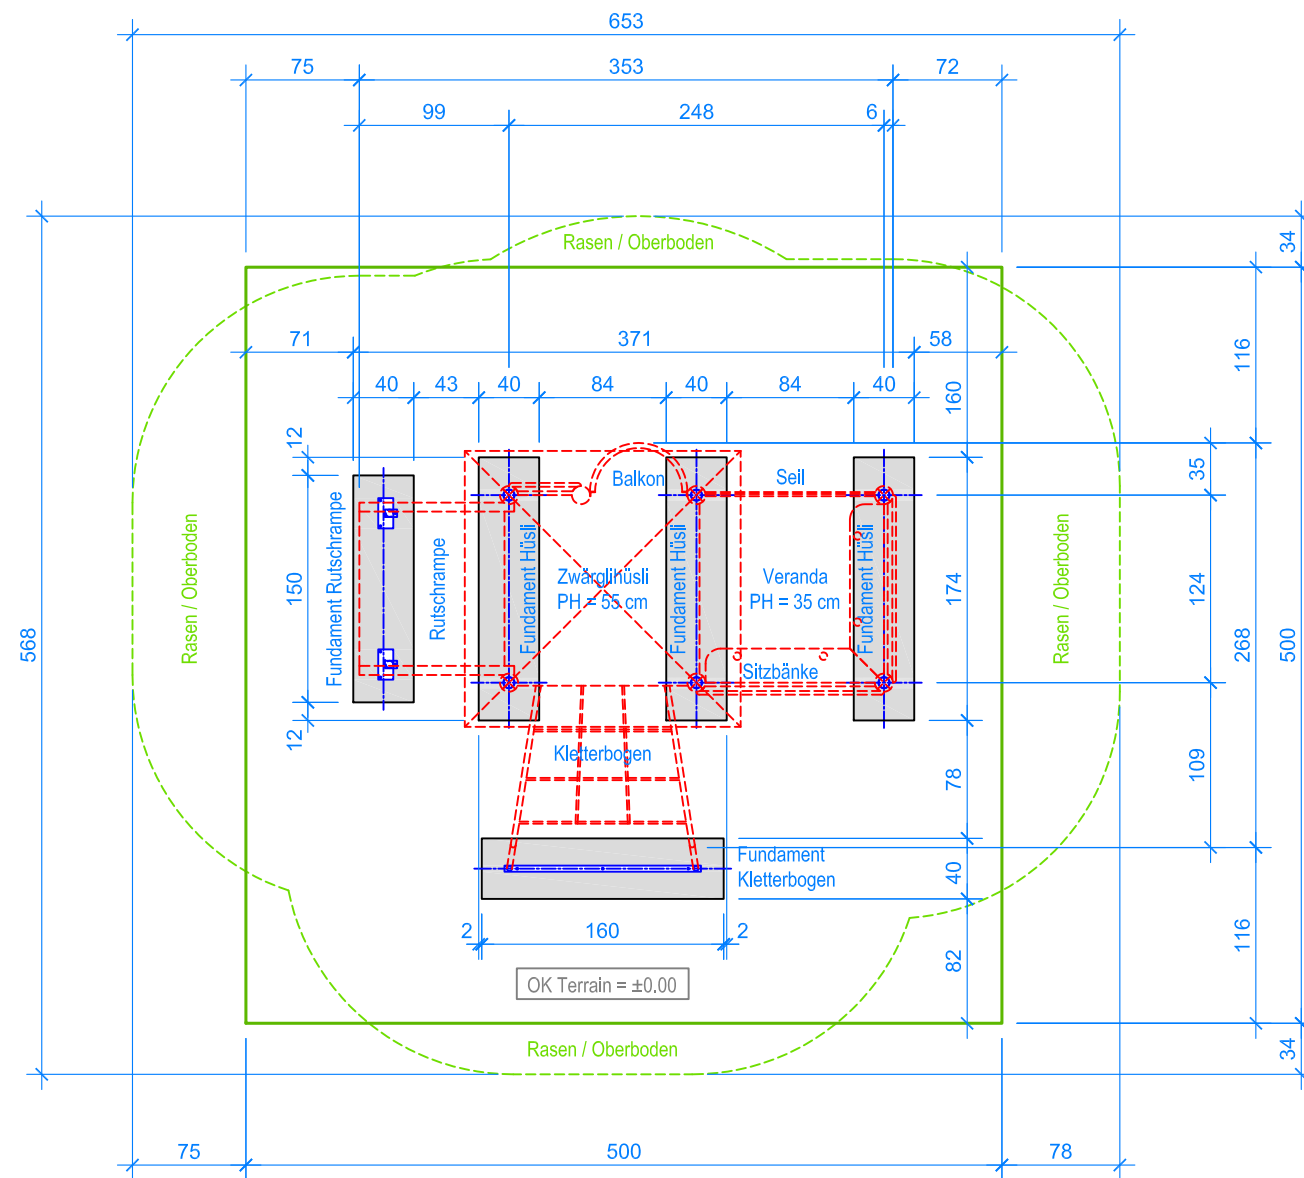 653
75
353
72
99
248
6
34
Rasen / Oberboden
71
371
58
116
40
43
40
84
40
84
40
160
12
35
Balkon
Seil
Fundament Rutschrampe
150
Rutschrampe
Fundament Hüsli
Zwärglihüsli
PH = 55 cm
Fundament Hüsli
Veranda
PH = 35 cm
Fundament Hüsli
174
124
268
500
568
Rasen / Oberboden
Rasen / Oberboden
Sitzbänke
12
Kletterbogen
78
109
Fundament
Kletterbogen
40
2
160
2
82
116
OK Terrain = ±0.00
Rasen / Oberboden
34
75
500
78